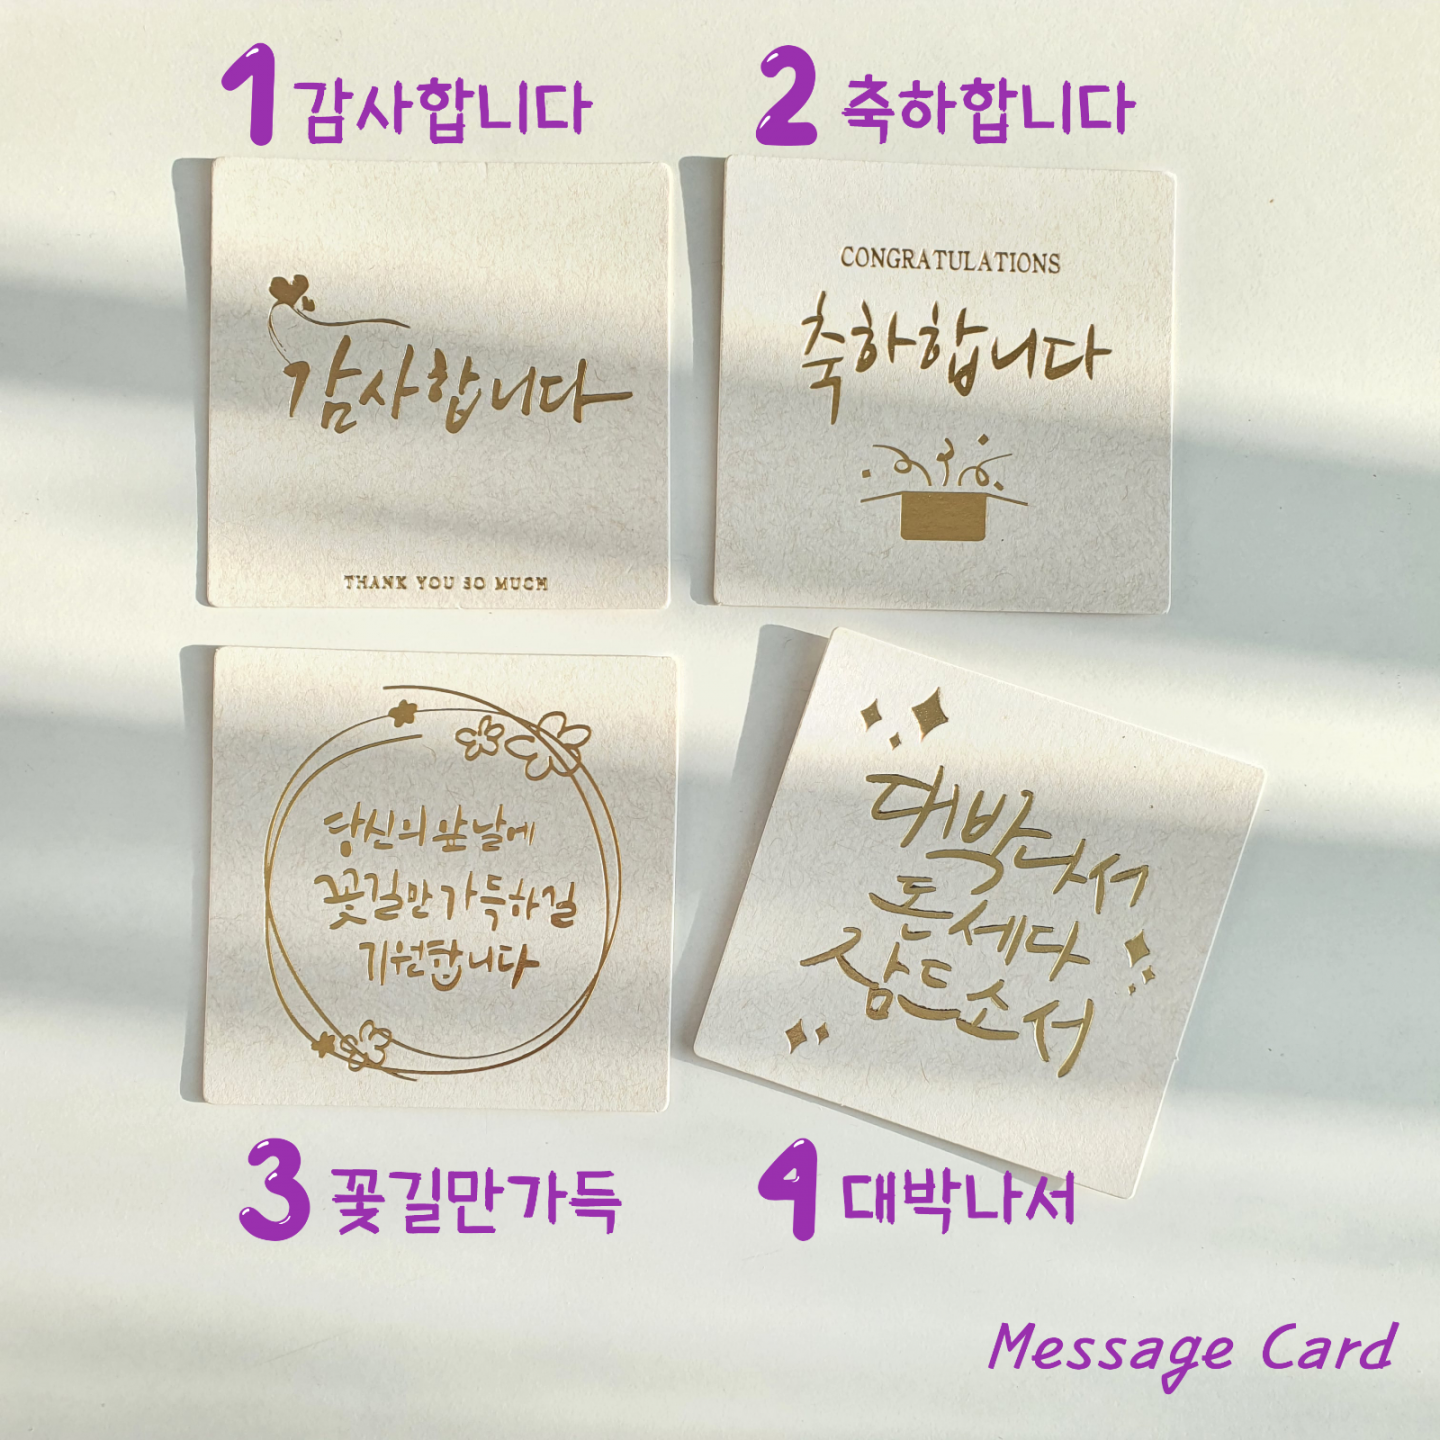 1 감사합니다
2 축하합니다
감사합니다
THANK YOU SO MUCH
CONGRATULATIONS
축하합니다
당신의 앞날에
꽃길만 가득하길
기원합니다
대박나서
돈 세다
잠드소서
3 꽃길만가득
4 대박나서
Message Card